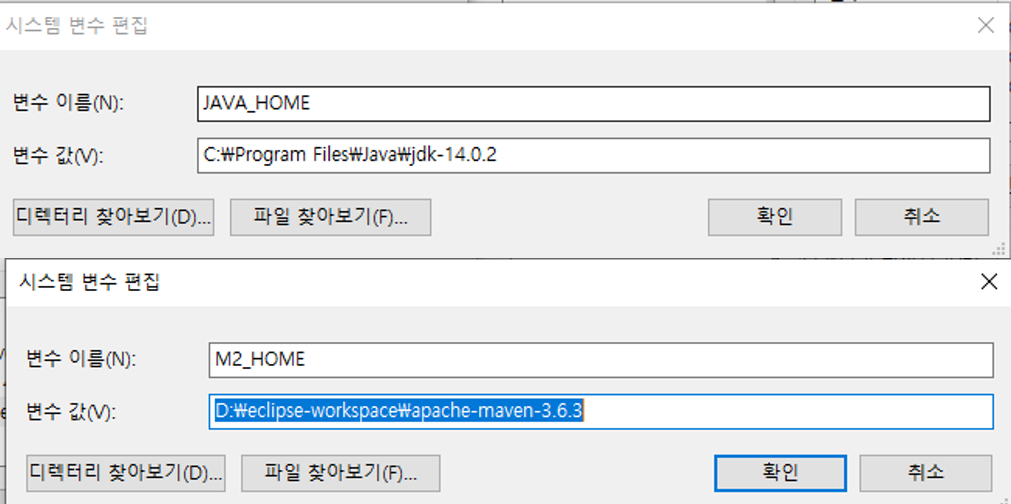 시스템 변수 편집
변수 이름(N):
JAVA_HOME
변수 값(V):
C:₩Program Files₩Java₩jdk-14.0.2
디렉터리 찾아보기(D)...
파일 찾아보기(F)...
확인
취소
시스템 변수 편집
변수 이름(N):
M2_HOME
변수 값(V):
D:₩eclipse-workspace₩apache-maven-3.6.3
디렉터리 찾아보기(D)...
파일 찾아보기(F)...
확인
취소